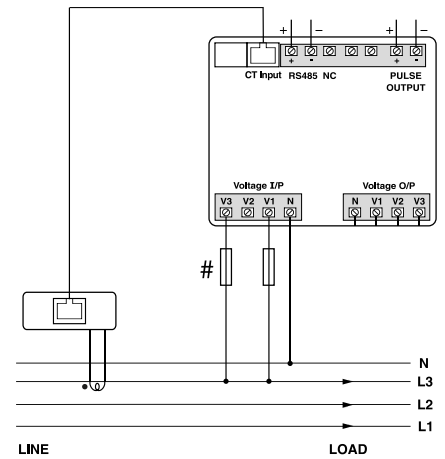 + − + −
CT Input RS485 NC PULSE OUTPUT
+ - + -
Voltage I/P Voltage O/P
V3 V2 V1 N N V1 V2 V3
#
N
L3
L2
L1
LINE LOAD